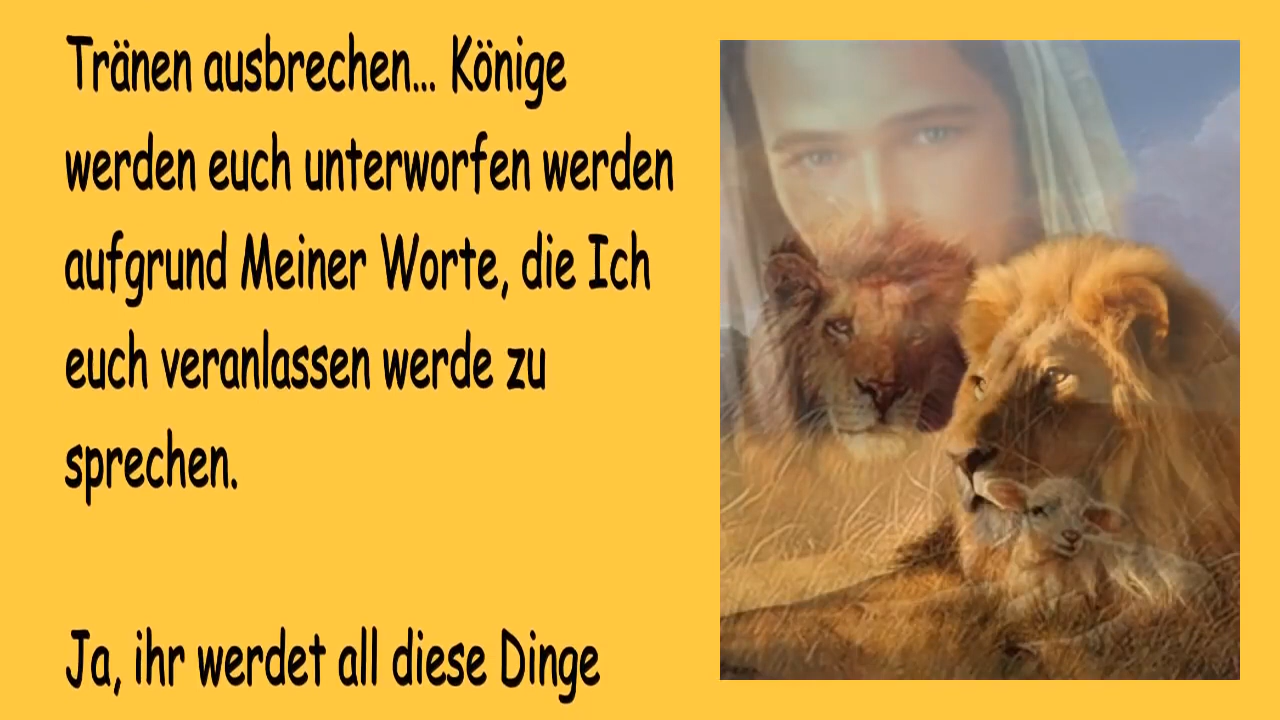 Tränen ausbrechen... Könige
werden euch unterworfen werden
aufgrund Meiner Worte, die Ich
euch veranlassen werde zu
sprechen.
Ja, ihr werdet all diese Dinge